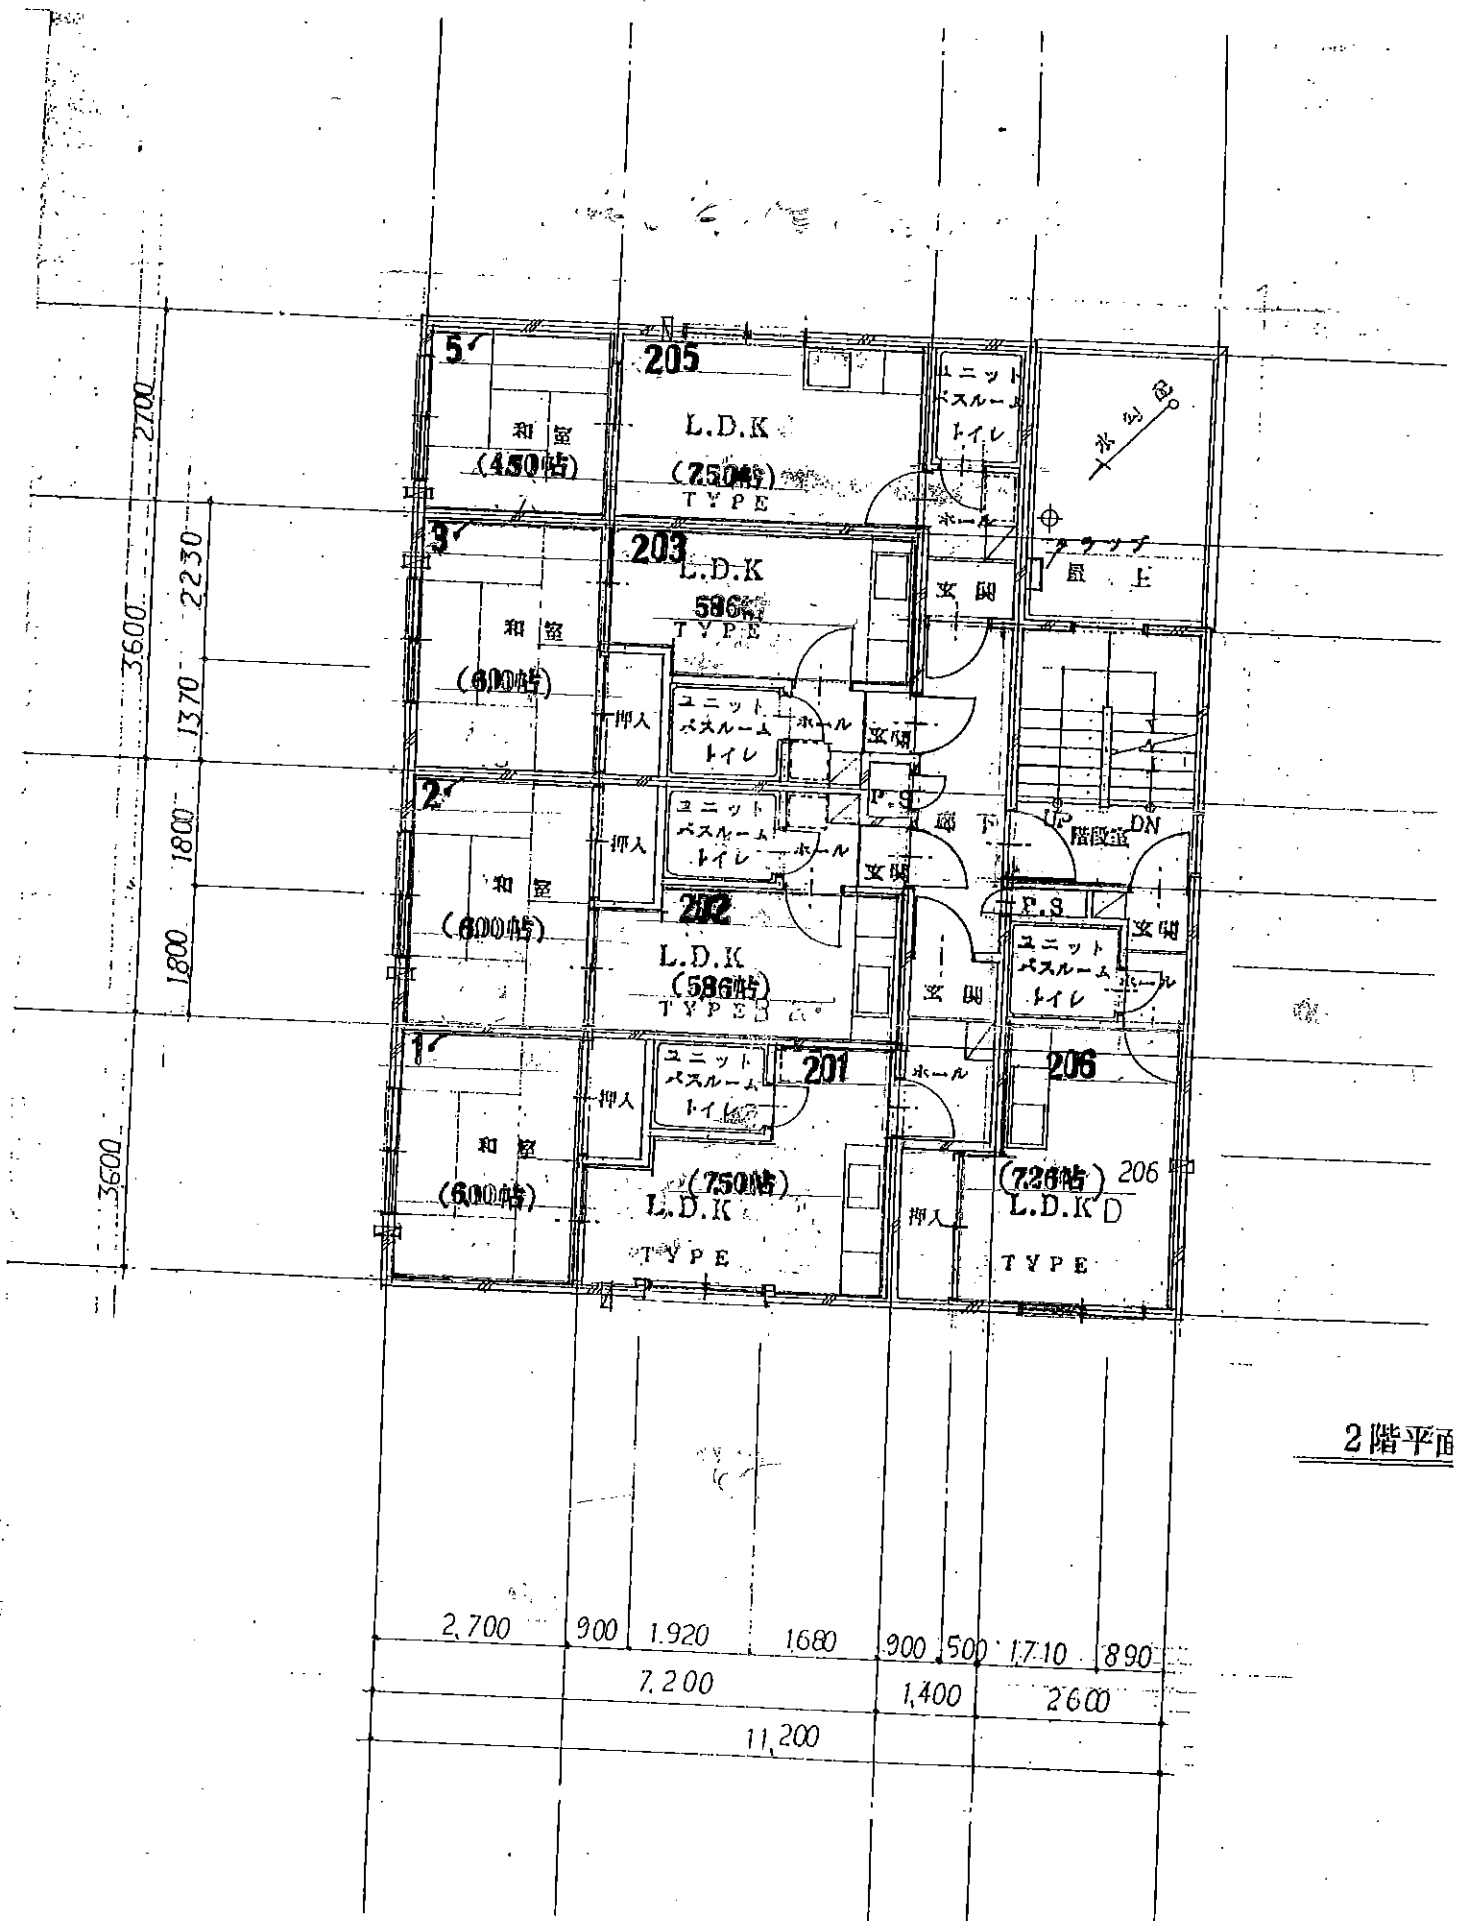 5
205
ユニット
バスルーム
トイレ
水勾配
L.D.K
和室
(4.50帖)
(7.50帖)
TYPE
ホール
タラップ
屋上
玄関
2700
3
203
L.D.K
5.86帖
TYPE
和室
(6.00帖)
2230
3600
1370
押入
ユニット
バスルーム
トイレ
ホール
玄関
P.S
廊下
UP
DN
階段室
2
ユニット
バスルーム
トイレ
ホール
玄関
押入
和室
(6.00帖)
202
L.D.K
(5.86帖)
TYPE
1800
1800
P.S
玄関
ユニット
バスルーム
トイレ
ホール
玄関
ホール
1
201
ユニット
バスルーム
トイレ
押入
和室
(6.00帖)
(7.50帖)
L.D.K
TYPE
3600
206
(7.26帖)
206
L.D.K D
押入
TYPE
2階平面
2,700
900
1.920
1680
900
500
1710
890
7,200
1,400
2600
11,200